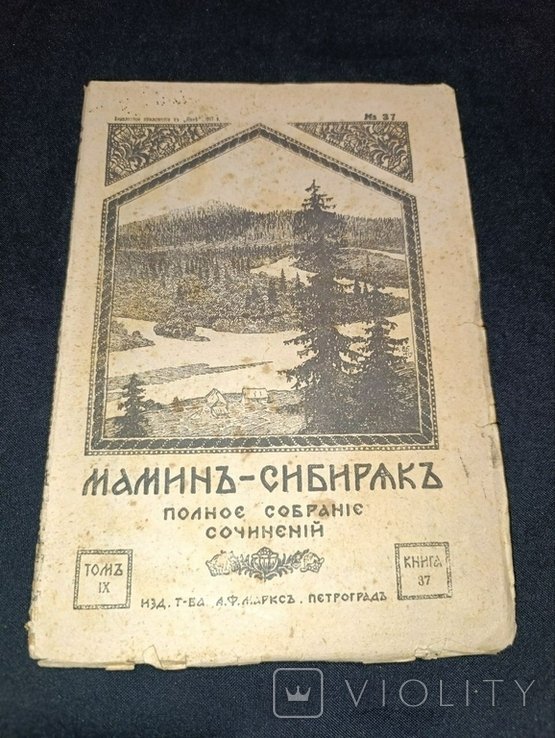 № 37
МАМИНЪ-СИБИРЯКЪ
ПОЛНОЕ СОБРАНІЕ
СОЧИНЕНІЙ
ТОМЪ
IX
КНИГА
37
ИЗД. Т-ВА А.Ф.МАРКСЪ. ПЕТРОГРАДЪ
VIOLITY